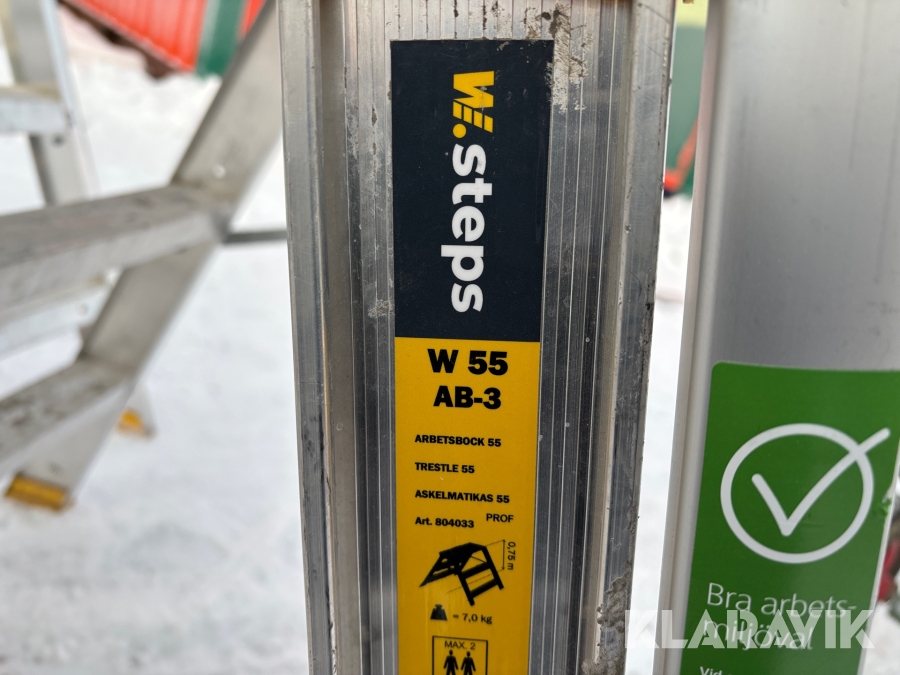 W.steps
W 55
AB-3
ARBETSBOCK 55
TRESTLE 55
ASKELMATIKAS 55
Art. 804033 PROF
0,75 m
= 7,0 kg
MAX. 2
Bra arbets-
miljöval
KLARAVIK